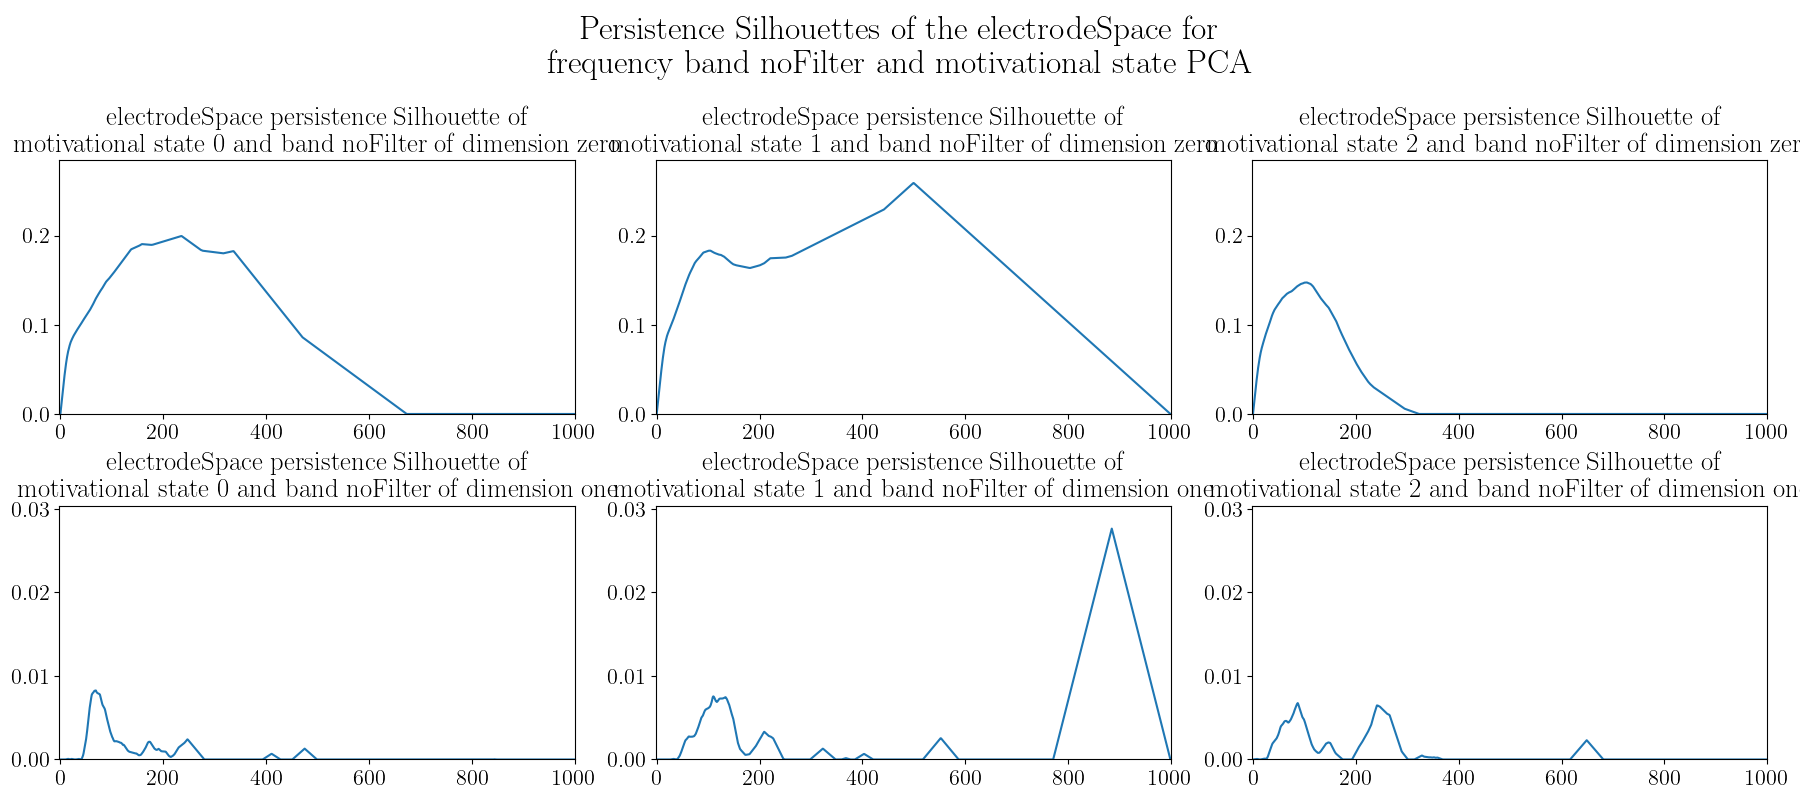 Persistence Silhouettes of the electrodeSpace for
frequency band noFilter and motivational state PCA
electrodeSpace persistence Silhouette of
motivational state 0 and band noFilter of dimension zero
electrodeSpace persistence Silhouette of
motivational state 1 and band noFilter of dimension zero
electrodeSpace persistence Silhouette of
motivational state 2 and band noFilter of dimension zer
0.2
0.1
0.0
0 200 400 600 800 1000
0.2
0.1
0.0
0 200 400 600 800 1000
0.2
0.1
0.0
0 200 400 600 800 1000
electrodeSpace persistence Silhouette of
motivational state 0 and band noFilter of dimension one
electrodeSpace persistence Silhouette of
motivational state 1 and band noFilter of dimension one
electrodeSpace persistence Silhouette of
motivational state 2 and band noFilter of dimension one
0.03
0.02
0.01
0.00
0 200 400 600 800 1000
0.03
0.02
0.01
0.00
0 200 400 600 800 1000
0.03
0.02
0.01
0.00
0 200 400 600 800 1000